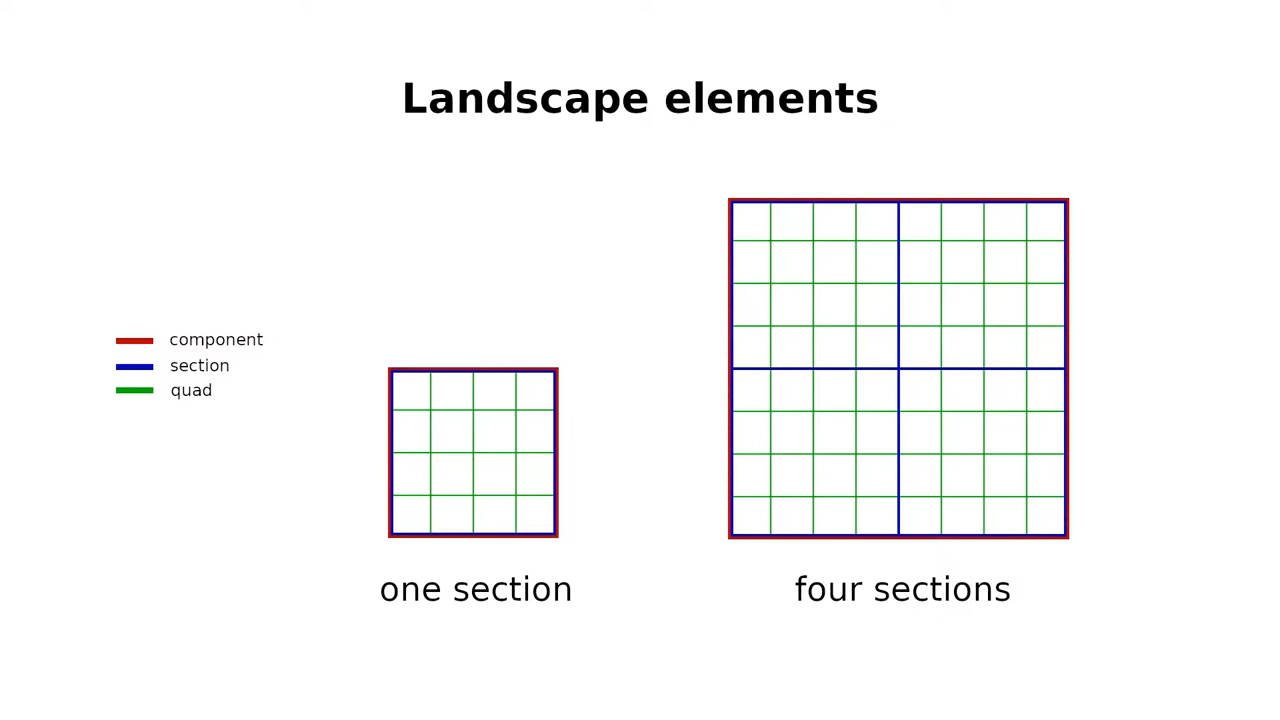 Landscape elements
component
section
quad
one section
four sections